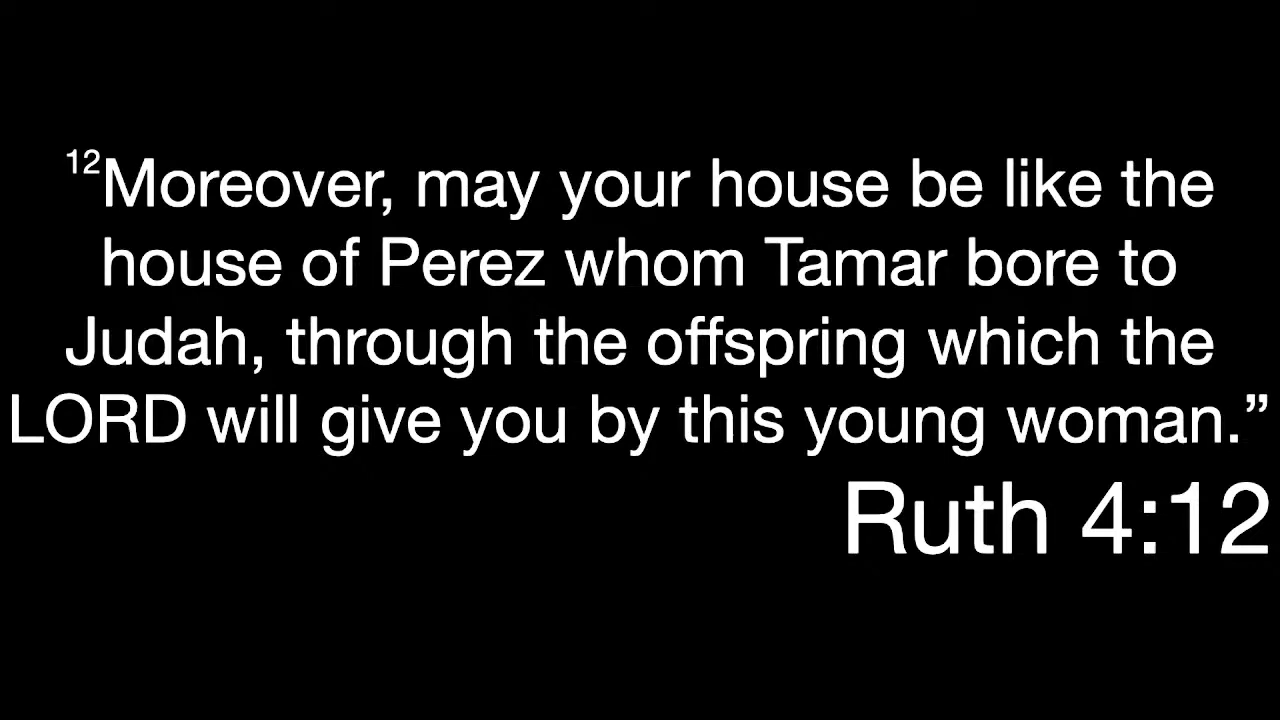 12Moreover, may your house be like the
house of Perez whom Tamar bore to
Judah, through the offspring which the
LORD will give you by this young woman.”
Ruth 4:12